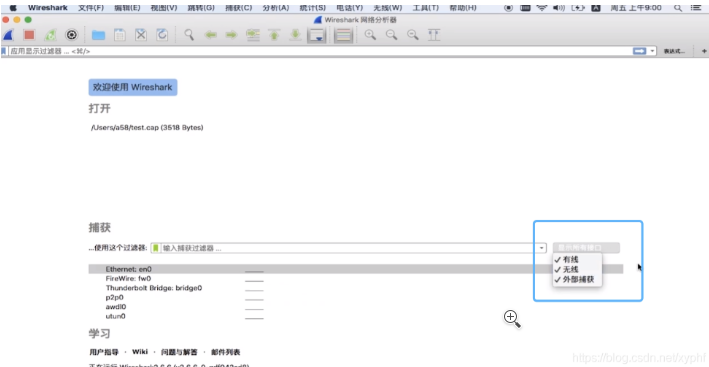 Wireshark 文件(F) 编辑(E) 视图(V) 跳转(G) 捕获(C) 分析(A) 统计(S) 电话(Y) 无线(W) 工具(T) 帮助(H) 周五 上午9:00
Wireshark 网络分析器
应用显示过滤器 ... <⌘/> 表达式... +
欢迎使用 Wireshark
打开
/Users/a58/test.cap (3518 Bytes)
捕获
...使用这个过滤器: 输入捕获过滤器 ... 显示所有接口
有线
无线
外部捕获
Ethernet: en0
FireWire: fw0
Thunderbolt Bridge: bridge0
p2p0
awdl0
utun0
学习
用户指导 · Wiki · 问题与解答 · 邮件列表
正在运行 Wireshark2.6.6
https://blog.csdn.net/xyphf